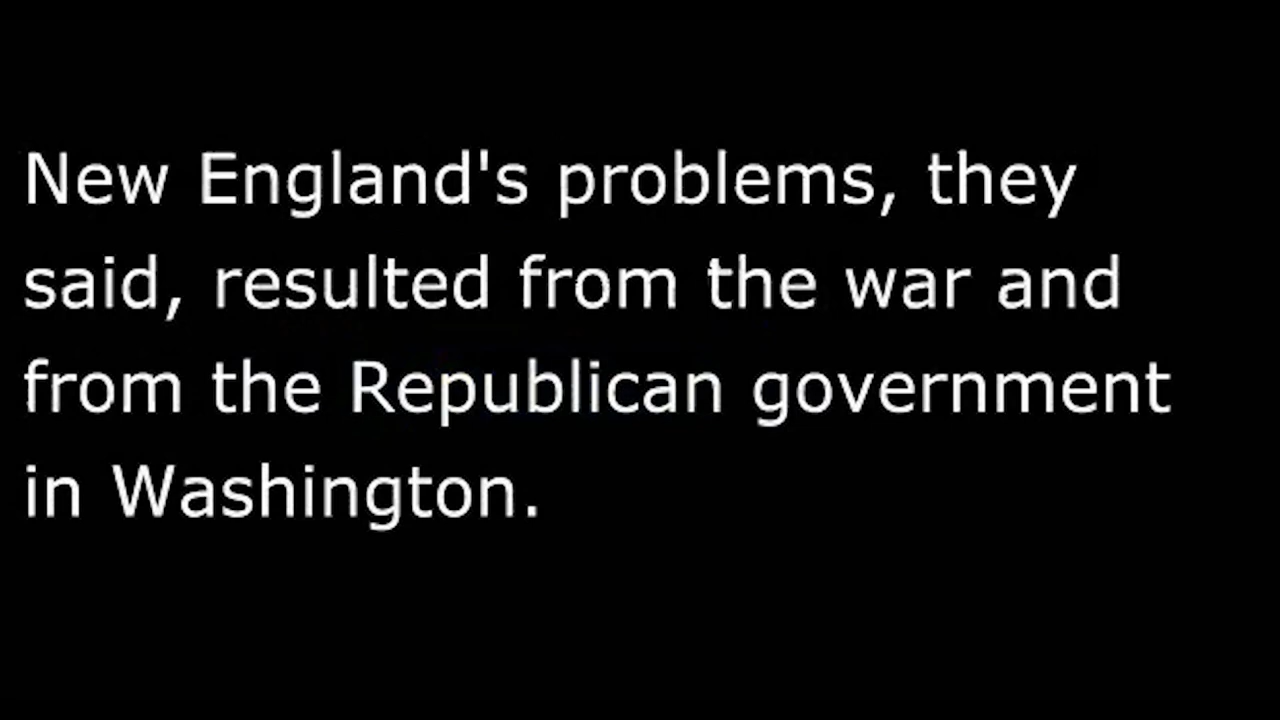 New England's problems, they
said, resulted from the war and
from the Republican government
in Washington.